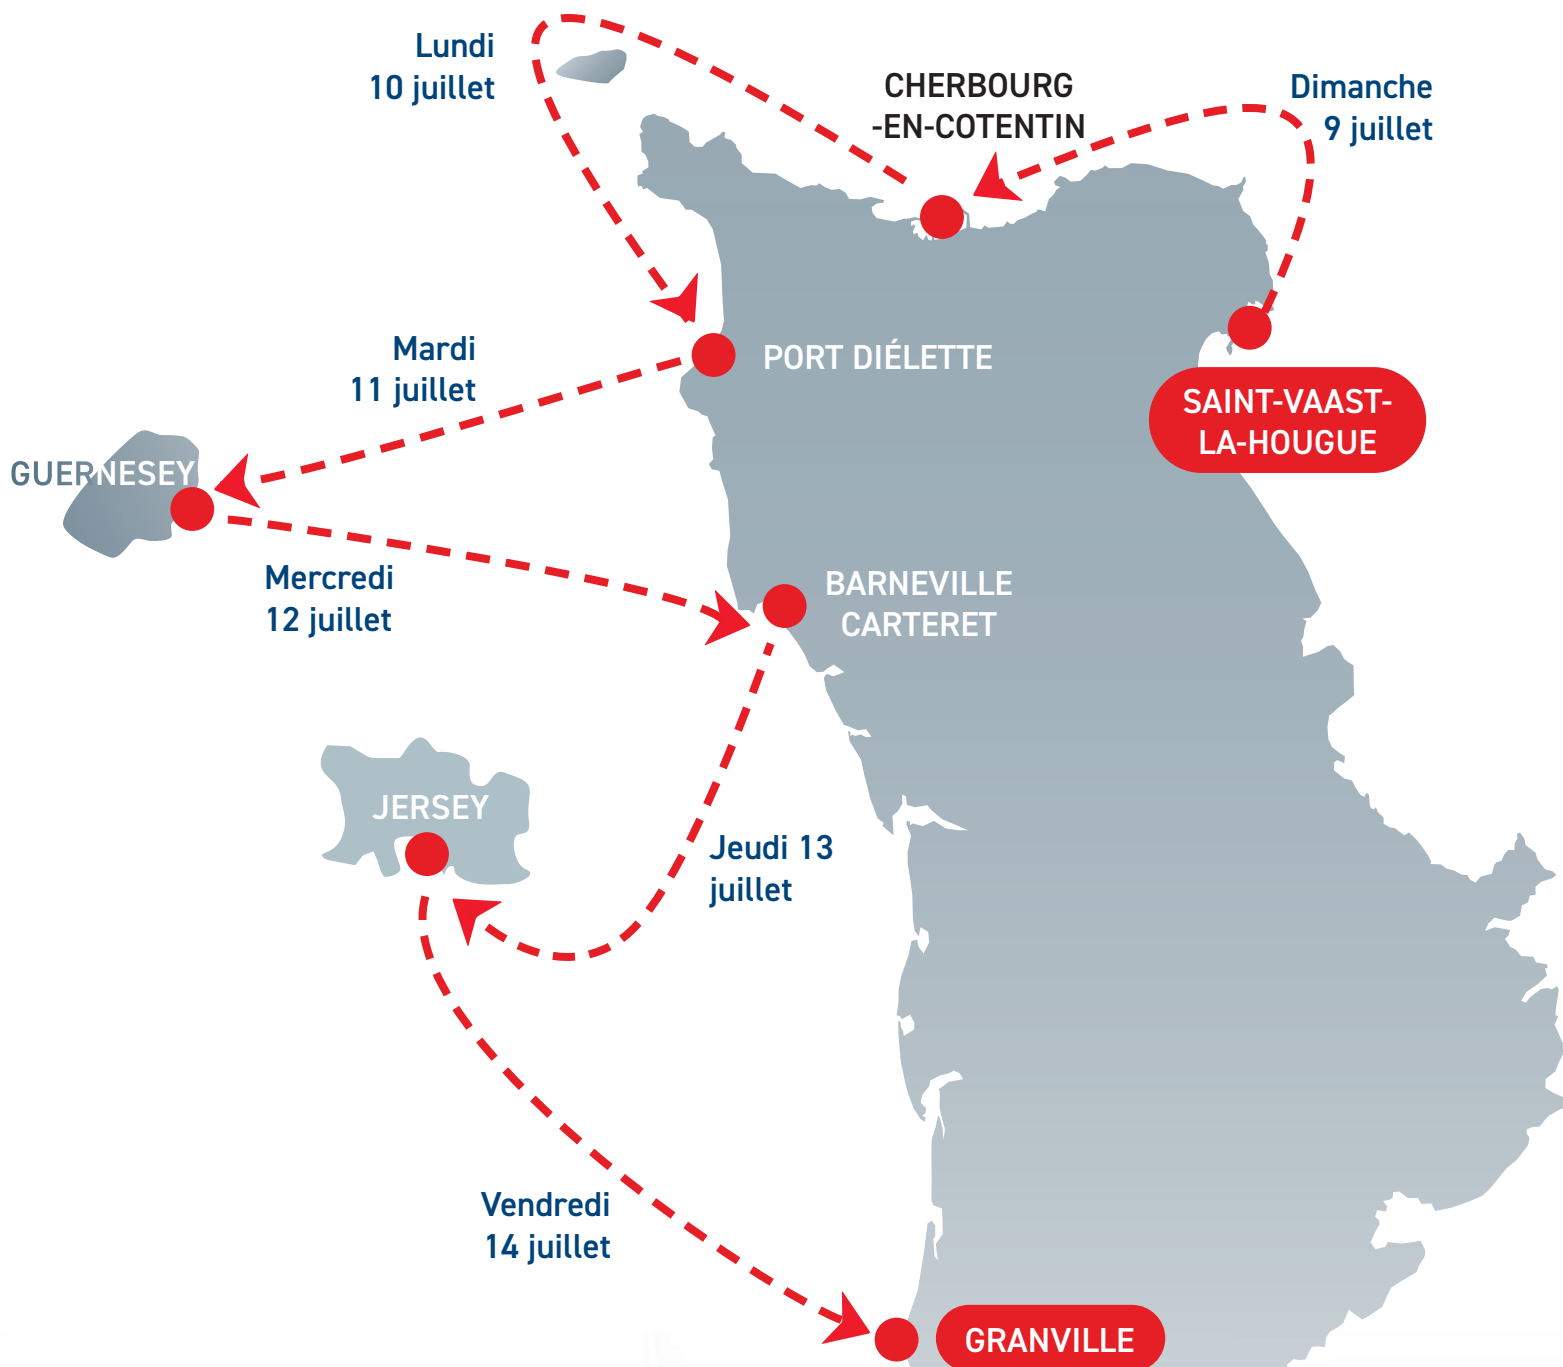 Lundi
10 juillet
CHERBOURG
-EN-COTENTIN
Dimanche
9 juillet
Mardi
11 juillet
PORT DIÉLETTE
SAINT-VAAST-
LA-HOUGUE
GUERNESEY
Mercredi
12 juillet
BARNEVILLE
CARTERET
JERSEY
Jeudi 13
juillet
Vendredi
14 juillet
GRANVILLE